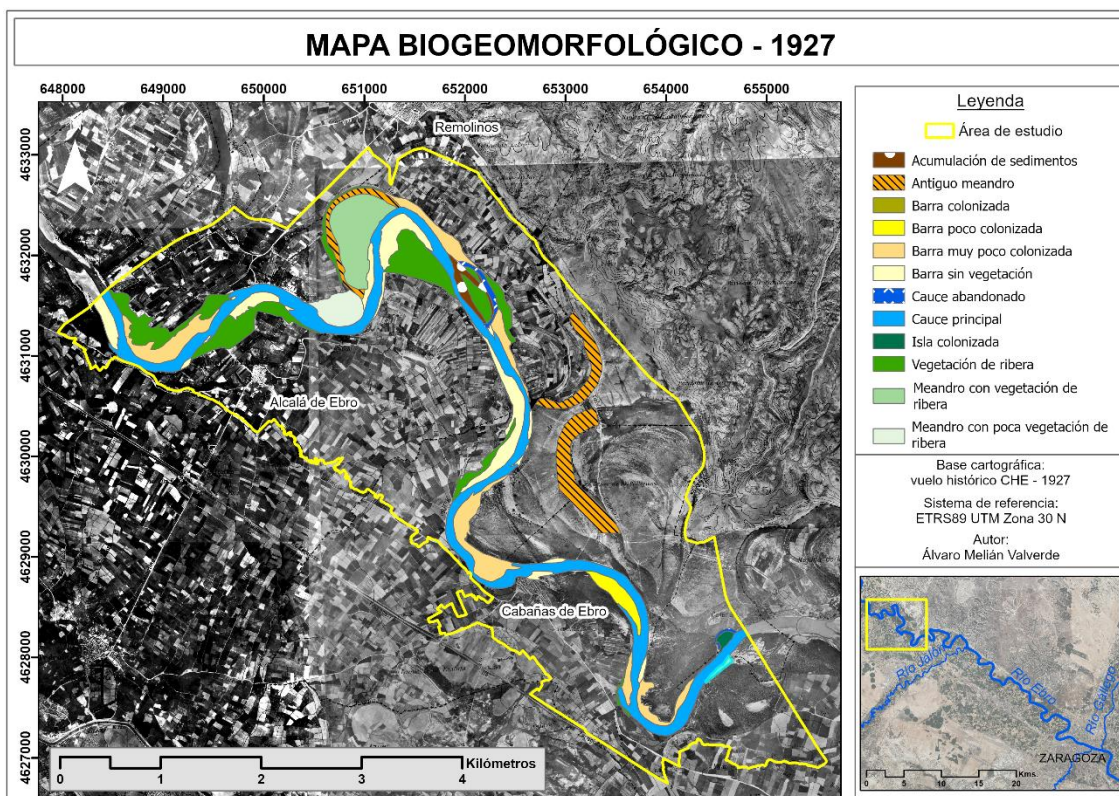 MAPA BIOGEOMORFOLÓGICO - 1927
648000 649000 650000 651000 652000 653000 654000 655000
4633000
4632000
4631000
4630000
4629000
4628000
4627000
Remolinos
Alcalá de Ebro
Cabañas de Ebro
Kilómetros
0 1 2 3 4
Leyenda
Área de estudio
Acumulación de sedimentos
Antiguo meandro
Barra colonizada
Barra poco colonizada
Barra muy poco colonizada
Barra sin vegetación
Cauce abandonado
Cauce principal
Isla colonizada
Vegetación de ribera
Meandro con vegetación de
ribera
Meandro con poca vegetación de
ribera
Base cartográfica:
vuelo histórico CHE - 1927
Sistema de referencia:
ETRS89 UTM Zona 30 N
Autor:
Álvaro Melián Valverde
Río Jalón
Río Ebro
Río Gállego
ZARAGOZA
0 5 10 20
Kms.